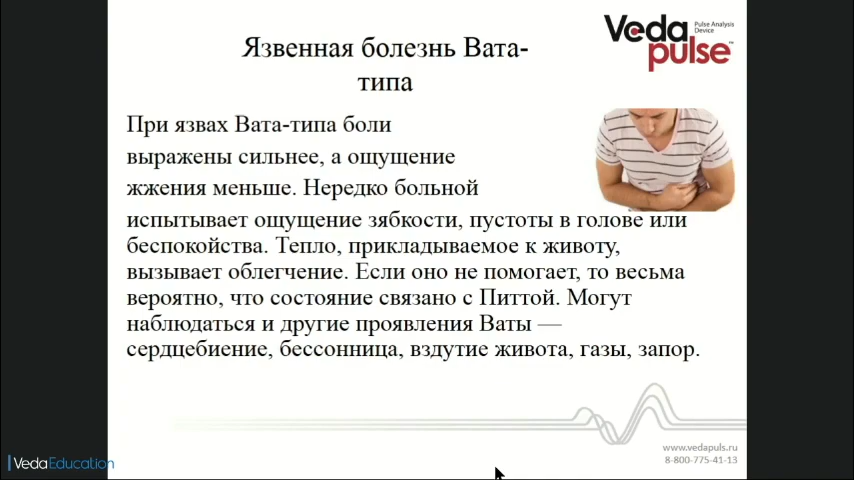 Veda
pulse™
Pulse Analysis
Device
Язвенная болезнь Вата-
типа
При язвах Вата-типа боли
выражены сильнее, а ощущение
жжения меньше. Нередко больной
испытывает ощущение зябкости, пустоты в голове или
беспокойства. Тепло, прикладываемое к животу,
вызывает облегчение. Если оно не помогает, то весьма
вероятно, что состояние связано с Питтой. Могут
наблюдаться и другие проявления Ваты —
сердцебиение, бессонница, вздутие живота, газы, запор.
www.vedapuls.ru
8-800-775-41-13
VedaEducation